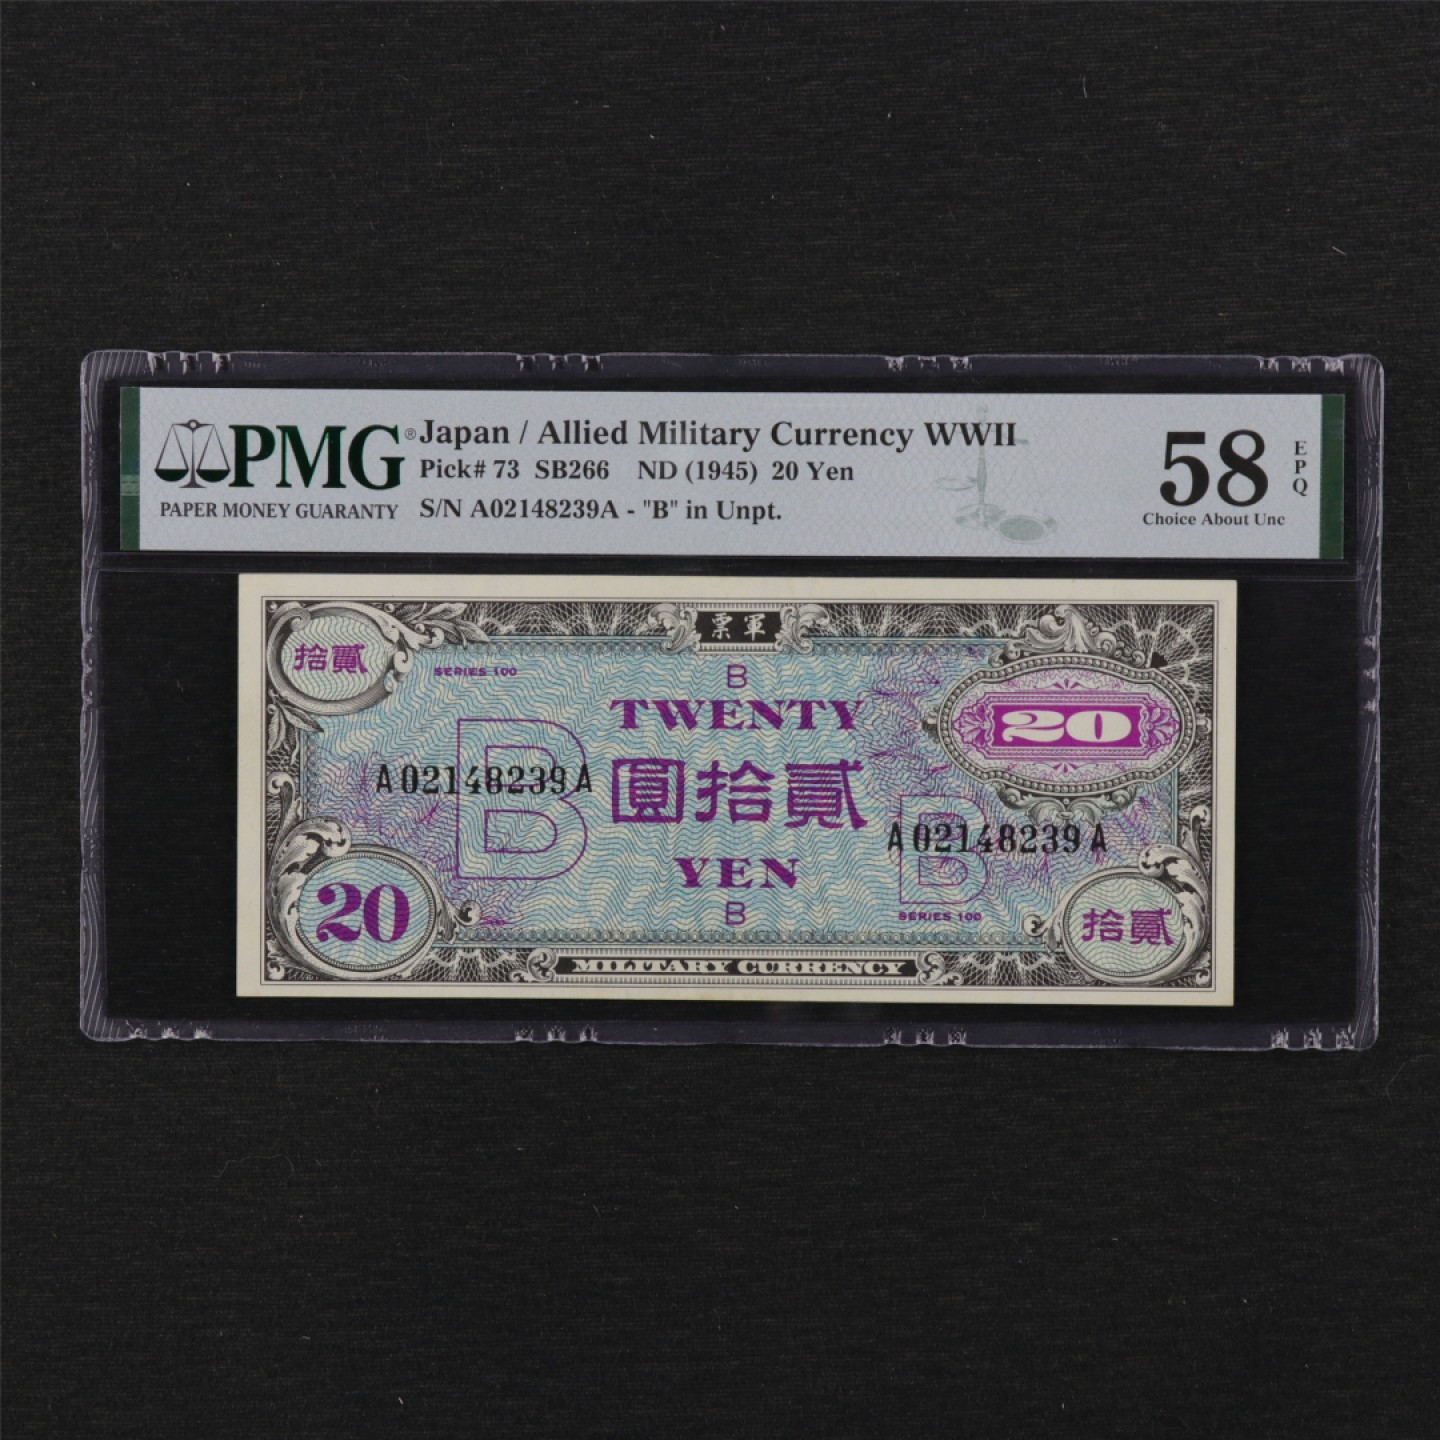 PMG®
PAPER MONEY GUARANTY
Japan / Allied Military Currency WWII
Pick# 73 SB266 ND (1945) 20 Yen
S/N A02148239A - "B" in Unpt.
58 EPQ
Choice About Unc
票軍
拾貳
SERIES 100
B
TWENTY
20
B
A02148239A
圓拾貳
B
A02148239A
YEN
20
B
SERIES 100
拾貳
MILITARY CURRENCY